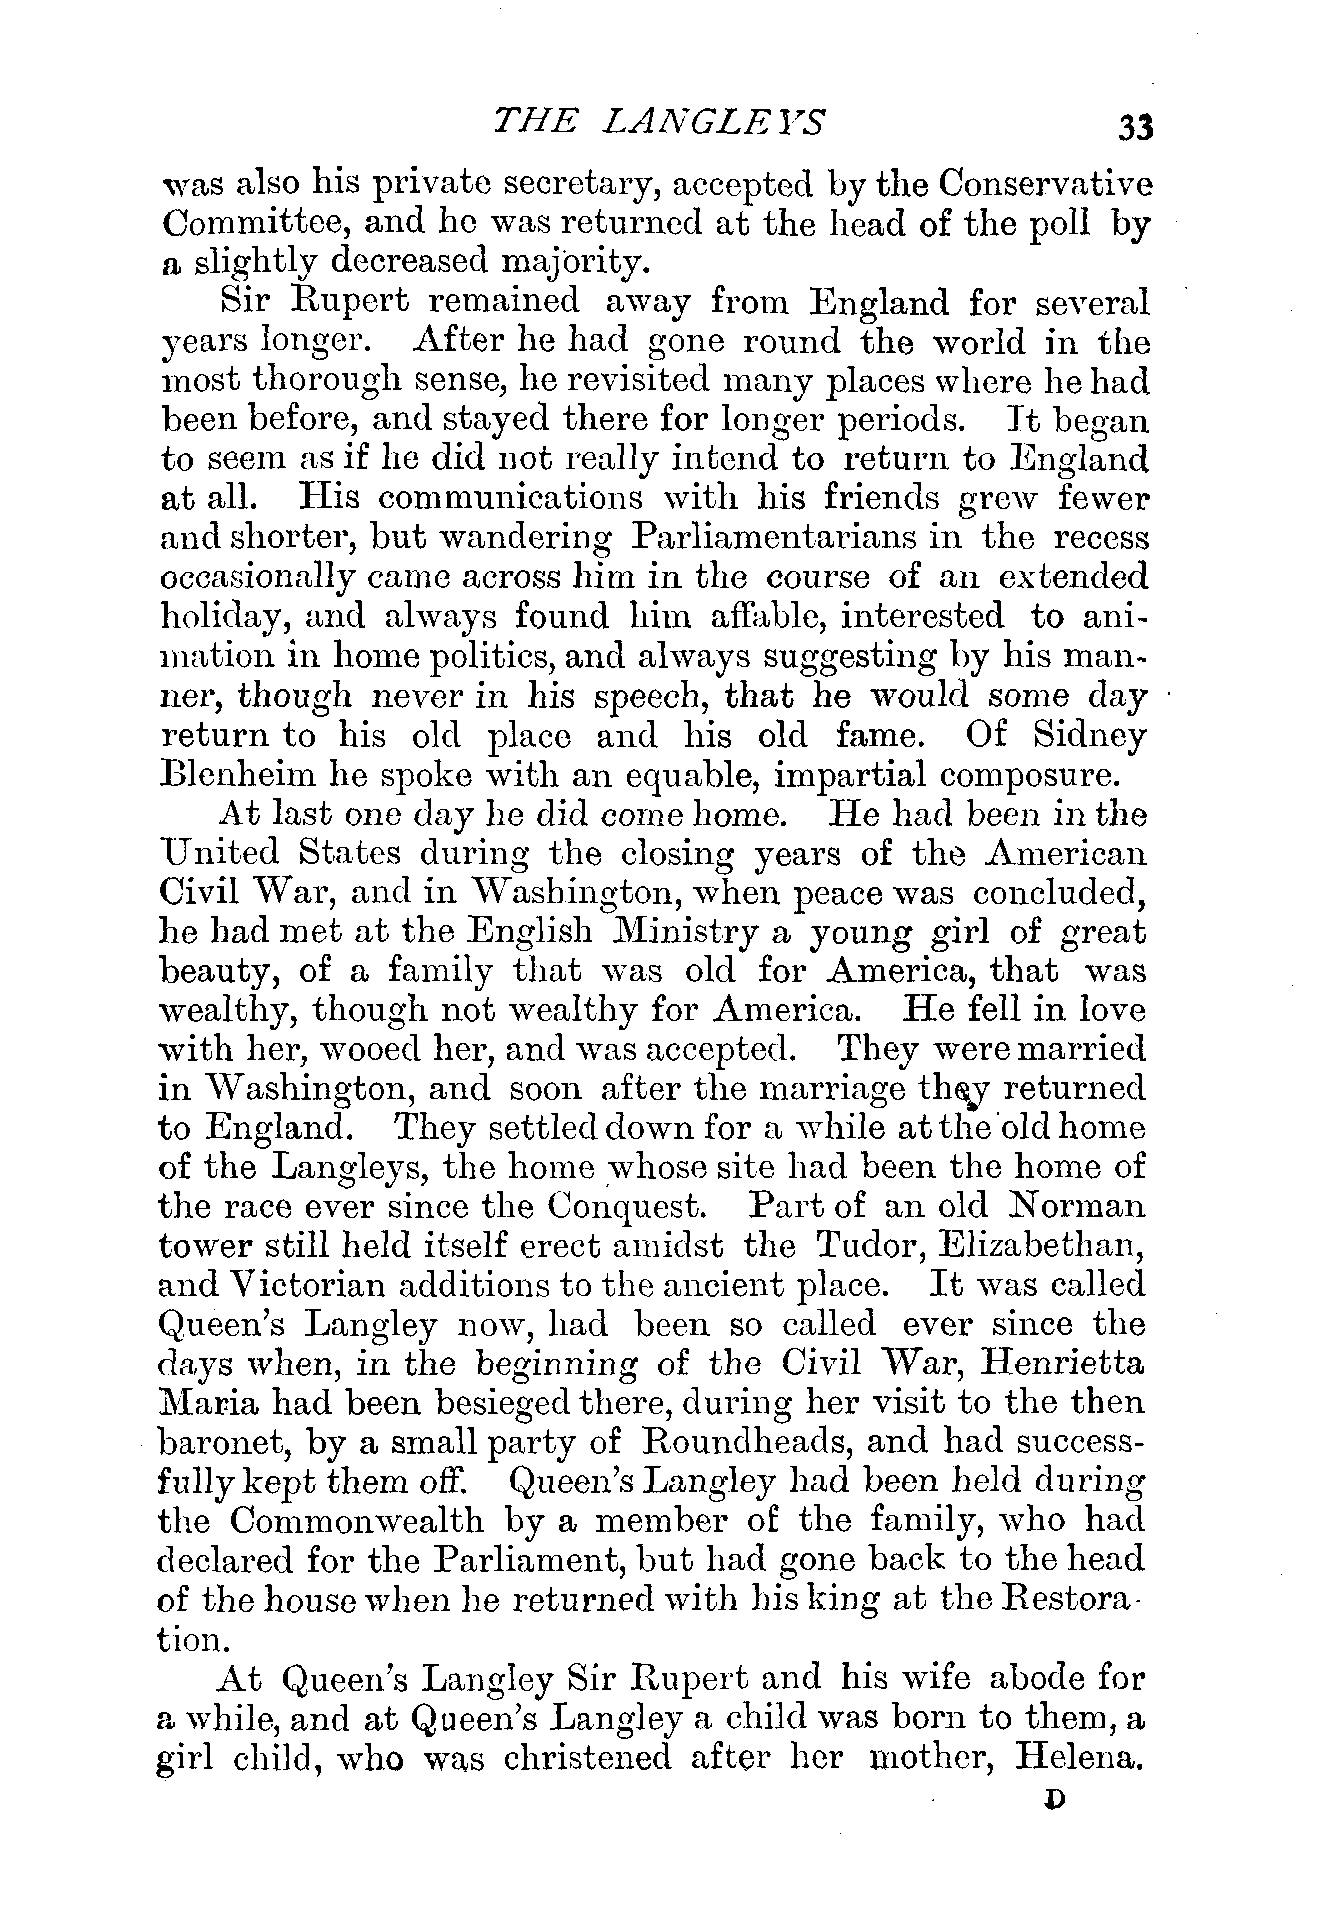 THE LANGLEYS 33
was also his private secretary, accepted by the Conservative
Committee, and he was returned at the head of the poll by
a slightly decreased majority.
Sir Rupert remained away from England for several
years longer. After he had gone round the world in the
most thorough sense, he revisited many places where he had
been before, and stayed there for longer periods. It began
to seem as if he did not really intend to return to England
at all. His communications with his friends grew fewer
and shorter, but wandering Parliamentarians in the recess
occasionally came across him in the course of an extended
holiday, and always found him affable, interested to ani-
mation in home politics, and always suggesting by his man-
ner, though never in his speech, that he would some day
return to his old place and his old fame. Of Sidney
Blenheim he spoke with an equable, impartial composure.
At last one day he did come home. He had been in the
United States during the closing years of the American
Civil War, and in Washington, when peace was concluded,
he had met at the English Ministry a young girl of great
beauty, of a family that was old for America, that was
wealthy, though not wealthy for America. He fell in love
with her, wooed her, and was accepted. They were married
in Washington, and soon after the marriage they returned
to England. They settled down for a while at the old home
of the Langleys, the home whose site had been the home of
the race ever since the Conquest. Part of an old Norman
tower still held itself erect amidst the Tudor, Elizabethan,
and Victorian additions to the ancient place. It was called
Queen's Langley now, had been so called ever since the
days when, in the beginning of the Civil War, Henrietta
Maria had been besieged there, during her visit to the then
baronet, by a small party of Roundheads, and had success-
fully kept them off. Queen's Langley had been held during
the Commonwealth by a member of the family, who had
declared for the Parliament, but had gone back to the head
of the house when he returned with his king at the Restora-
tion.
At Queen's Langley Sir Rupert and his wife abode for
a while, and at Queen's Langley a child was born to them, a
girl child, who was christened after her mother, Helena.
D